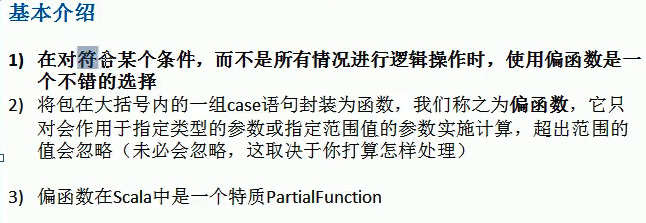 基本介绍
1) 在对符合某个条件，而不是所有情况进行逻辑操作时，使用偏函数是一
个不错的选择
2) 将包在大括号内的一组case语句封装为函数，我们称之为偏函数，它只
对会作用于指定类型的参数或指定范围值的参数实施计算，超出范围的
值会忽略（未必会忽略，这取决于你打算怎样处理）
3) 偏函数在Scala中是一个特质PartialFunction